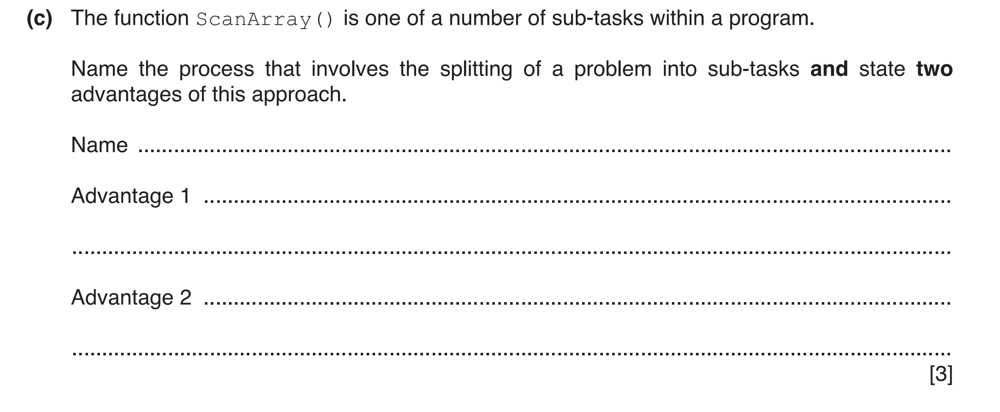 (c) The function ScanArray() is one of a number of sub-tasks within a program.
Name the process that involves the splitting of a problem into sub-tasks and state two
advantages of this approach.
Name ................................................................................................................................
Advantage 1 ................................................................................................................................
................................................................................................................................
Advantage 2 ................................................................................................................................
................................................................................................................................
[3]